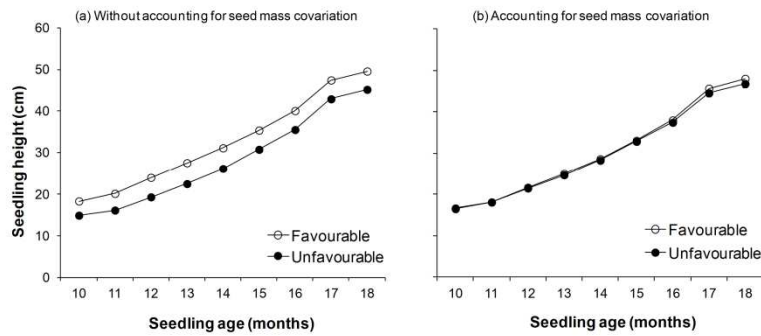 (a) Without accounting for seed mass covariation
(b) Accounting for seed mass covariation
Seedling height (cm)
60
50
40
30
20
10
0
Favourable
Unfavourable
10 11 12 13 14 15 16 17 18
Seedling age (months)
Favourable
Unfavourable
10 11 12 13 14 15 16 17 18
Seedling age (months)